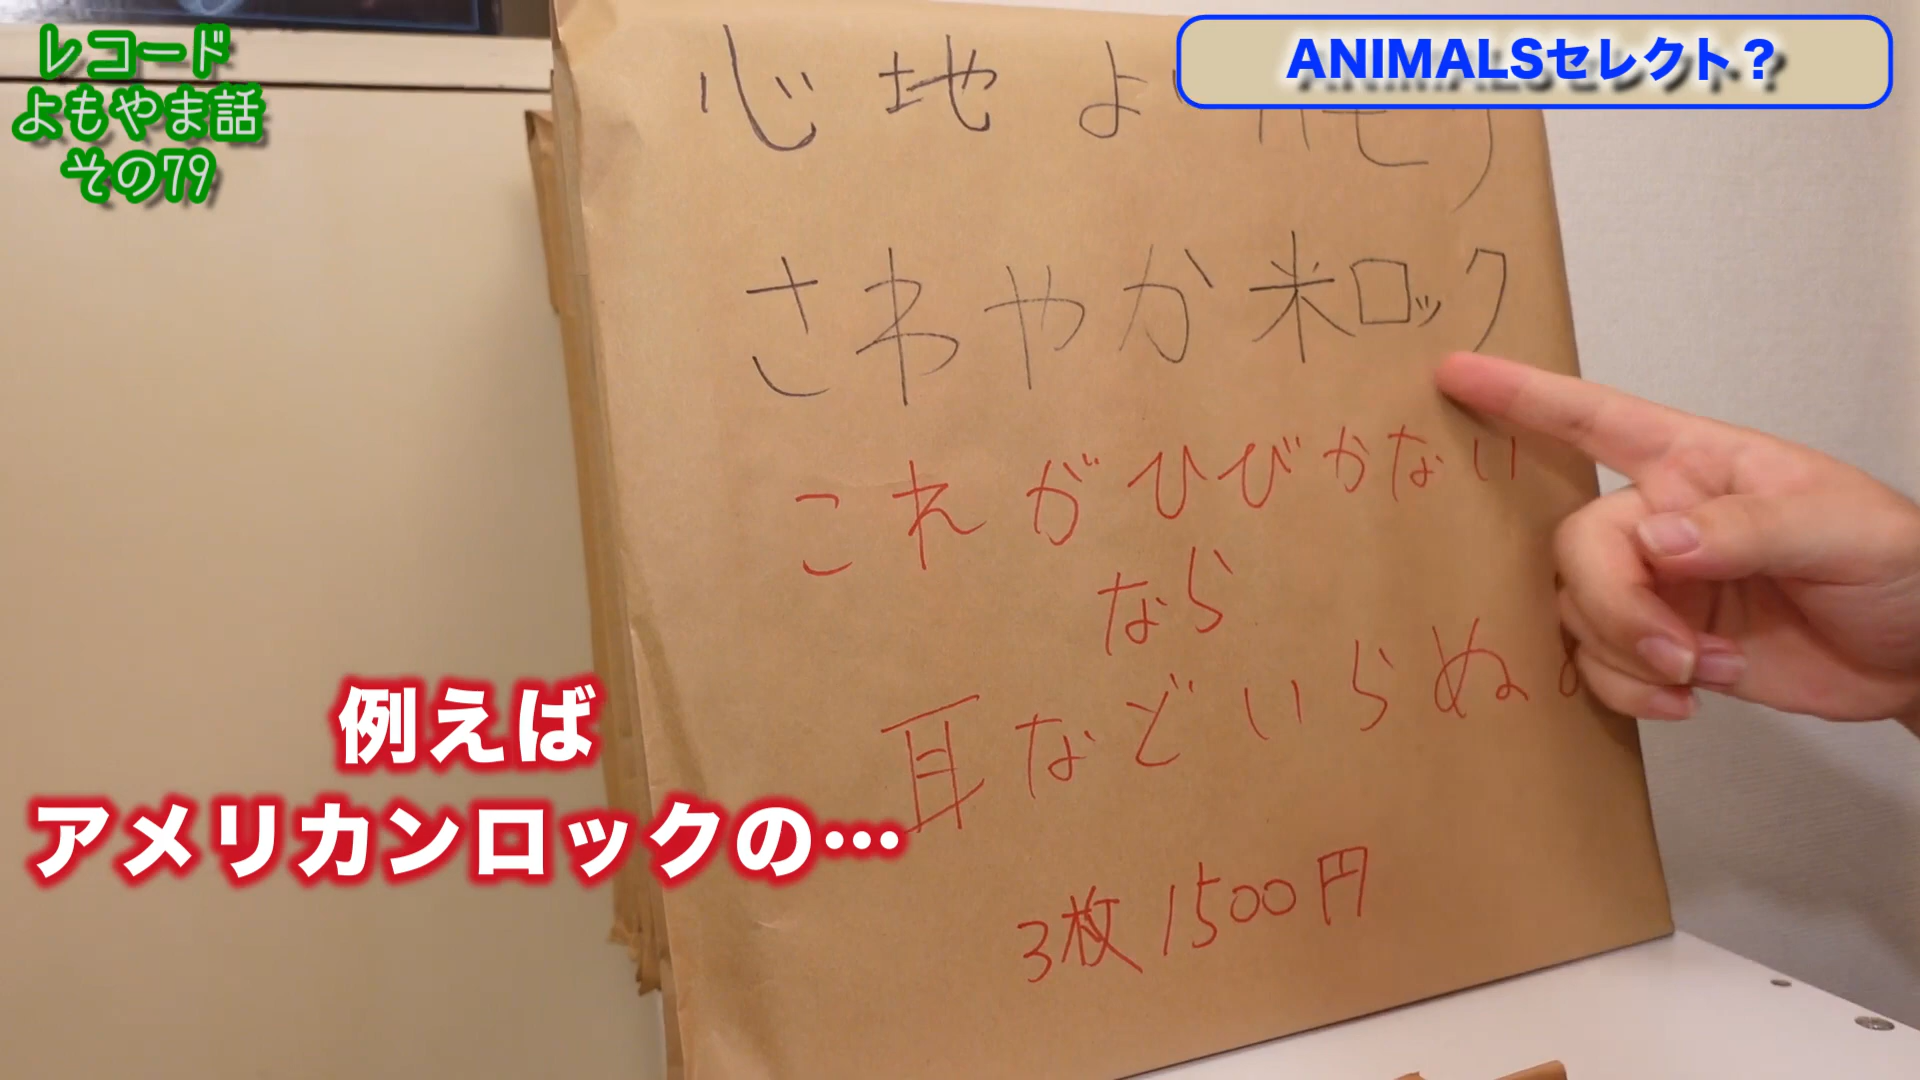 レコード
よもやま話
その79
ANIMALSセレクト？
心地よ
さわやか米ロック
これがひびかない
なら
耳などいらぬ
3枚1500円
例えば
アメリカンロックの…